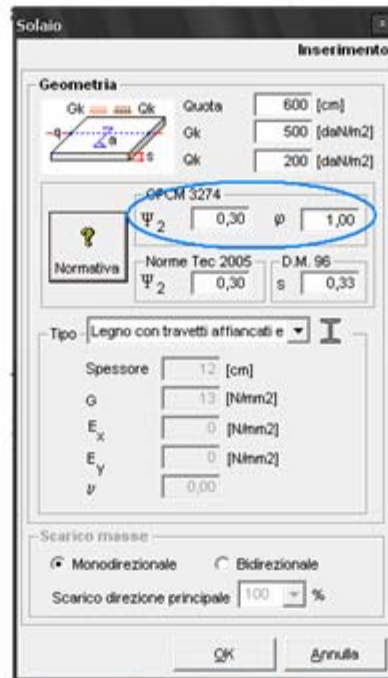 Solaio
Inserimento
Geometria
Gk Qk Quota 600 [cm]
Gk 500 [daN/m2]
q a s Qk 200 [daN/m2]
OPCM 3274
Ψ2 0,30 φ 1,00
? Normativa
Norme Tec 2005 D.M. 96
Ψ2 0,30 s 0,33
Tipo Legno con travetti affiancati e
Spessore 12 [cm]
G 13 [N/mm2]
Ex 0 [N/mm2]
Ey 0 [N/mm2]
ν 0,00
Scarico masse
Monodirezionale Bidirezionale
Scarico direzione principale 100 %
OK Annulla